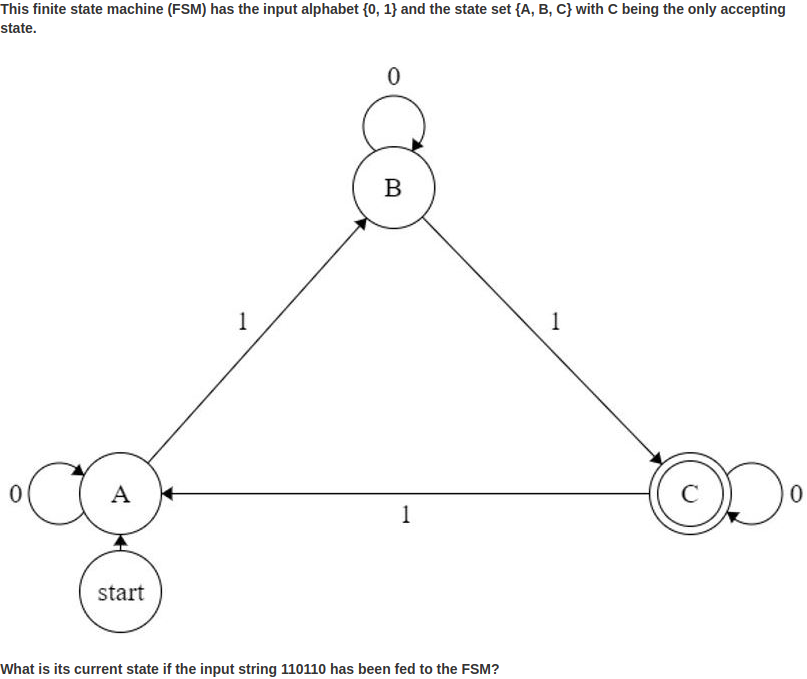 This finite state machine (FSM) has the input alphabet {0, 1} and the state set {A, B, C} with C being the only accepting
state.
0
B
1
1
0
A
C
0
1
start
What is its current state if the input string 110110 has been fed to the FSM?